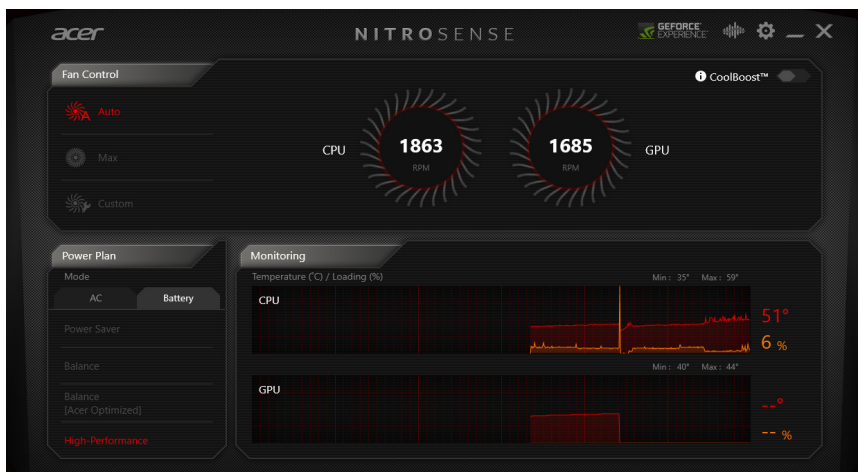 acer
NITROSENSE
GEFORCE
EXPERIENCE
Fan Control
CoolBoost™
Auto
Max
Custom
CPU
1863
RPM
1685
RPM
GPU
Power Plan
Mode
AC
Battery
Power Saver
Balance
Balance
[Acer Optimized]
High-Performance
Monitoring
Temperature (°C) / Loading (%)
Min : 35° Max : 59°
CPU
51°
6 %
Min : 40° Max : 44°
GPU
--°
-- %